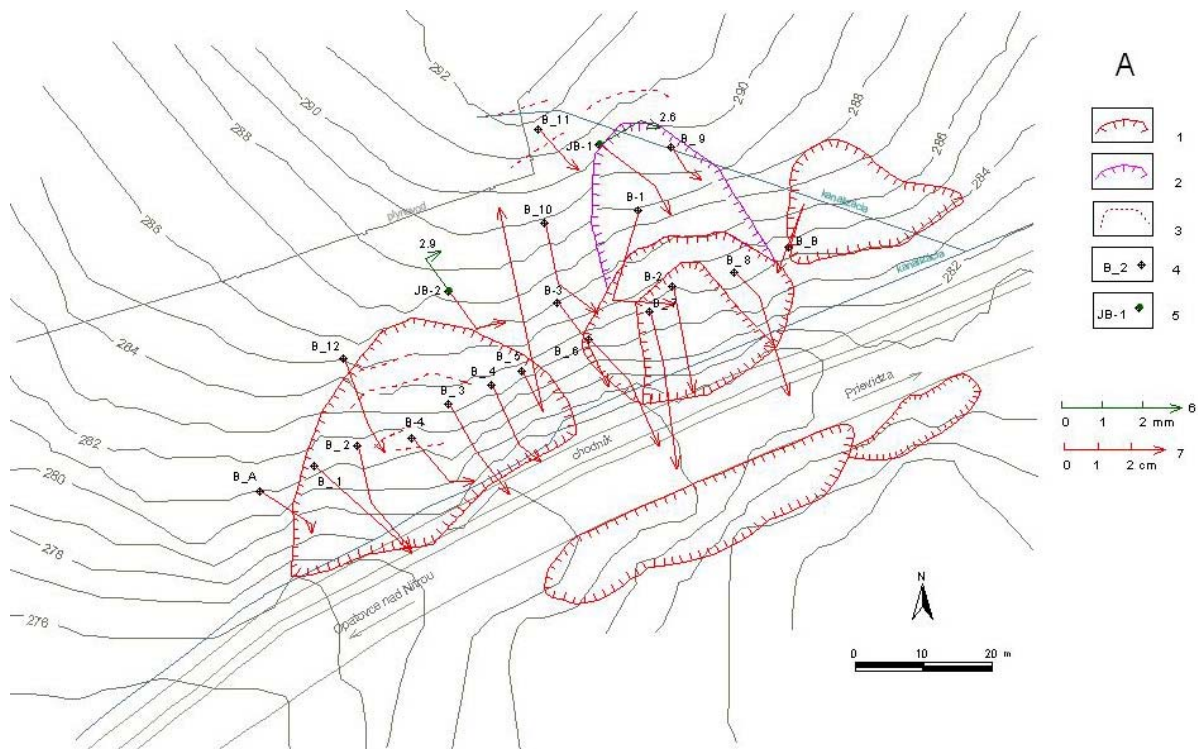 A
292
290
288
286
284
282
280
278
276
290
288
286
284
282
B_11
JB-1
2.6
B_9
B-1
B_10
2.9
JB-2
B-3
B-2
B_7
B_8
B_B
B_6
B_5
B_4
B_3
B_12
B-4
B_2
B_1
B_A
plynovod
kanalizácia
kanalizácia
chodník
Prievidza
Opatovce nad Nitrou
N
0 10 20 m
1
2
3
B_2 4
JB-1 5
6
0 1 2 mm
7
0 1 2 cm